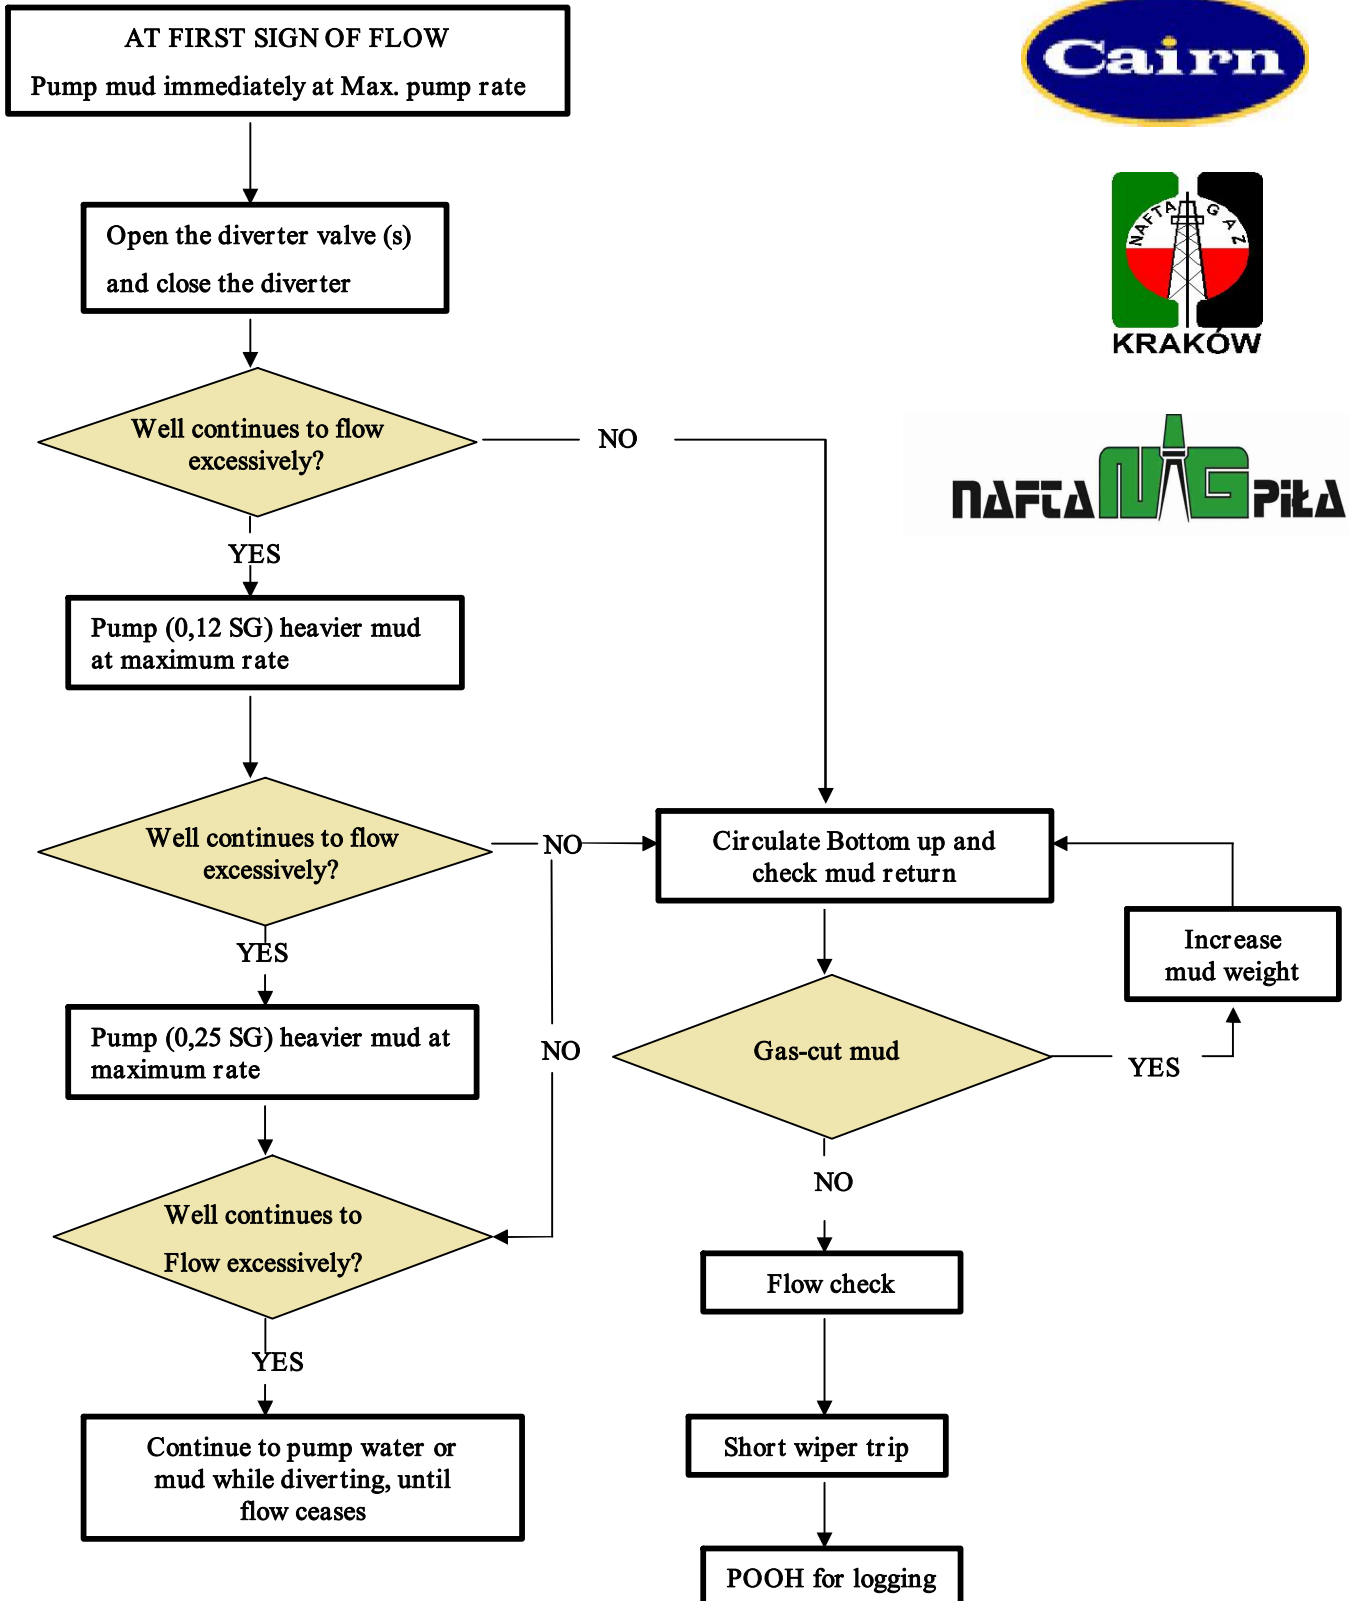 AT FIRST SIGN OF FLOW
Pump mud immediately at Max. pump rate
Cairn
Open the diverter valve (s)
and close the diverter
NAFTA GAZ
KRAKÓW
Well continues to flow
excessively?
NO
NAFTA NG PIŁA
YES
Pump (0,12 SG) heavier mud
at maximum rate
Well continues to flow
excessively?
NO
Circulate Bottom up and
check mud return
Increase
mud weight
YES
Pump (0,25 SG) heavier mud at
maximum rate
NO
Gas-cut mud
YES
NO
Well continues to
Flow excessively?
Flow check
YES
Continue to pump water or
mud while diverting, until
flow ceases
Short wiper trip
POOH for logging